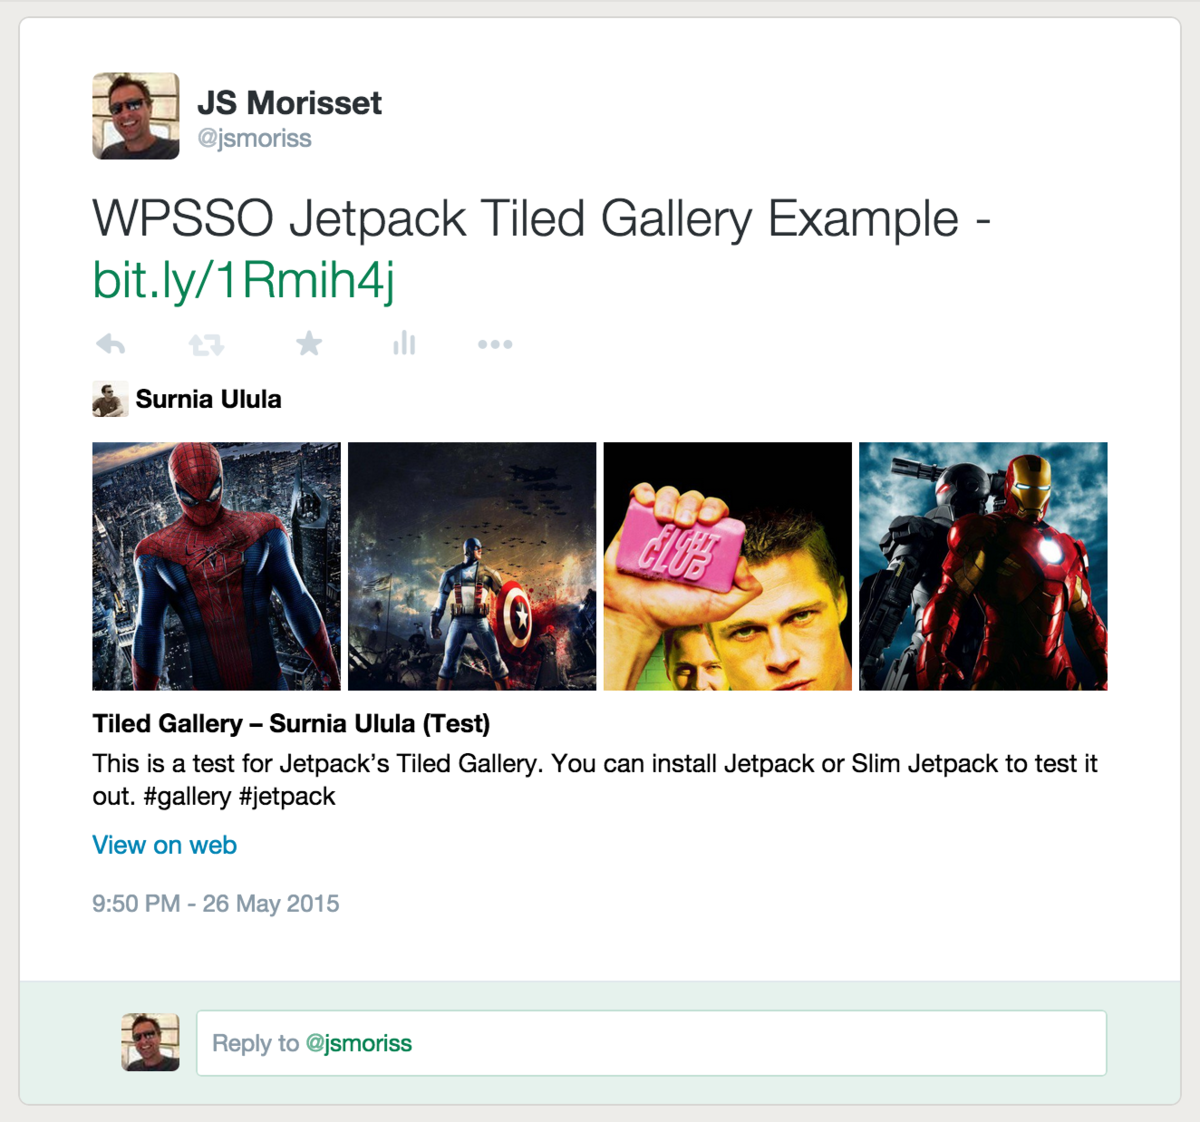 JS Morisset
@jsmoriss
WPSSO Jetpack Tiled Gallery Example -
bit.ly/1Rmih4j
Surnia Ulula
FIGHT
CLUB
Tiled Gallery – Surnia Ulula (Test)
This is a test for Jetpack’s Tiled Gallery. You can install Jetpack or Slim Jetpack to test it
out. #gallery #jetpack
View on web
9:50 PM - 26 May 2015
Reply to @jsmoriss